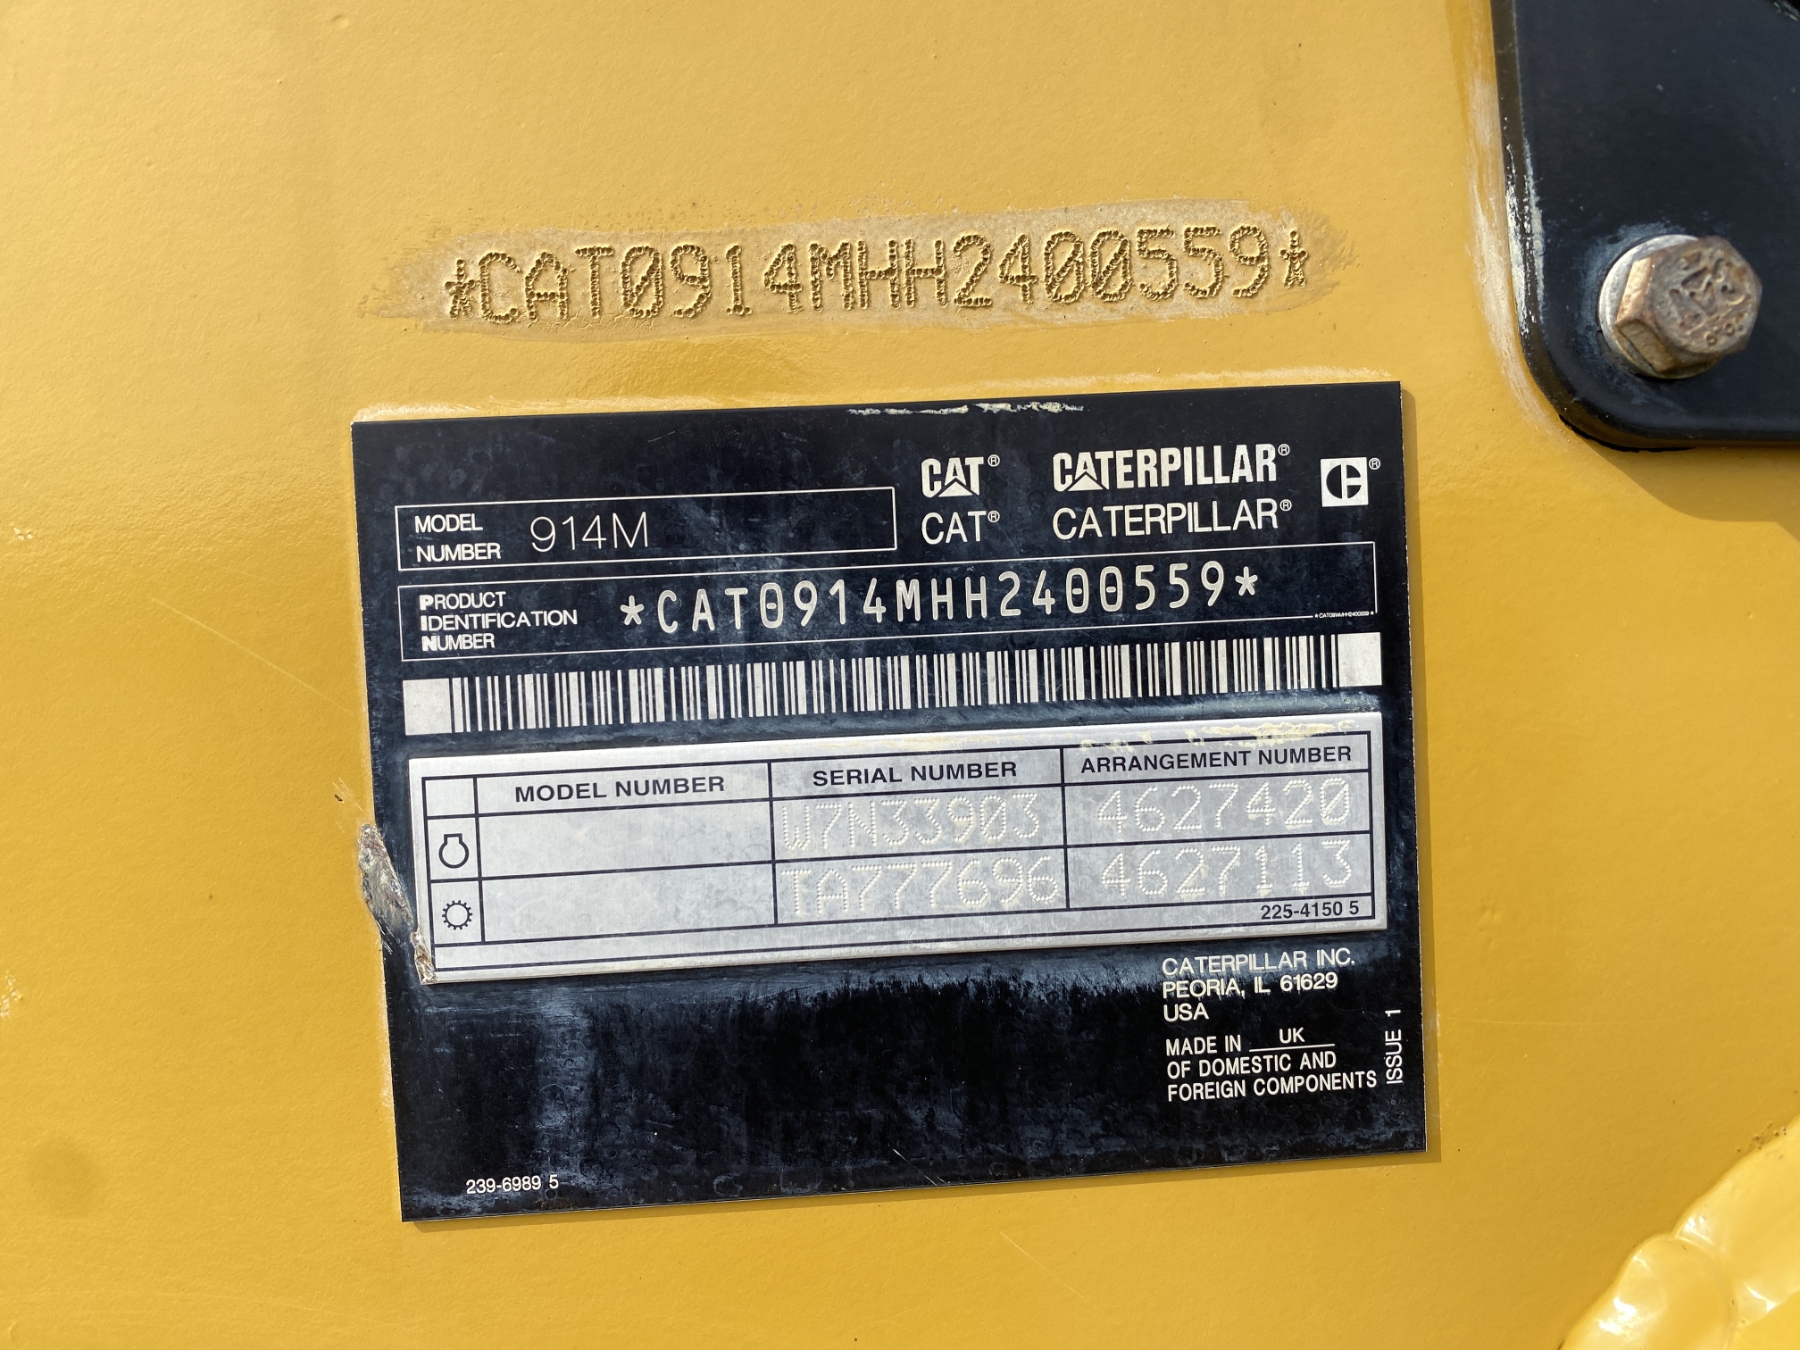 *CAT0914MHH2400559*
CAT® CATERPILLAR® ®
MODEL NUMBER 914M
CAT® CATERPILLAR®
PRODUCT IDENTIFICATION NUMBER *CAT0914MHH2400559*
*CAT0914MHH2400559*
MODEL NUMBER SERIAL NUMBER ARRANGEMENT NUMBER
W7N33903 4627420
TA777696 4627113
225-4150 5
CATERPILLAR INC.
PEORIA, IL 61629
USA
MADE IN UK
OF DOMESTIC AND
FOREIGN COMPONENTS
ISSUE 1
239-6989 5